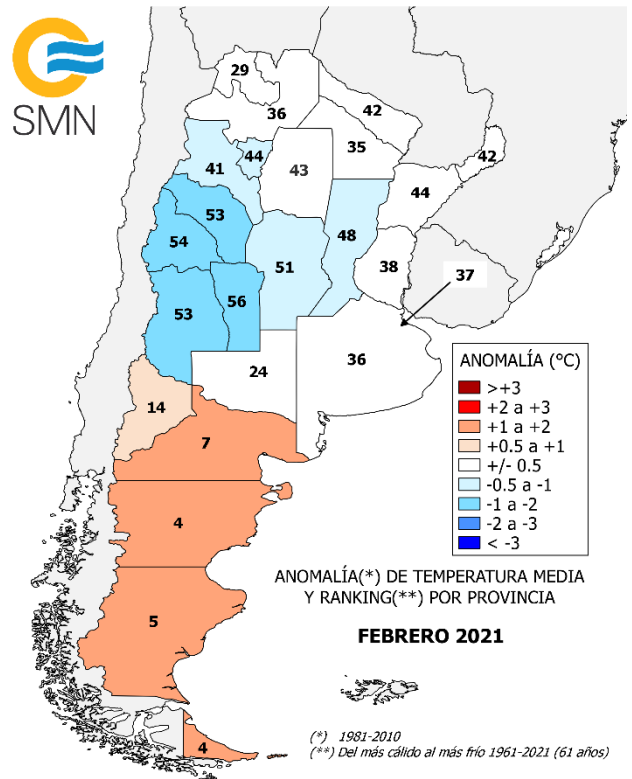 SMN
29
36
42
44
35
41
43
42
53
44
48
54
51
38
37
56
53
36
24
14
7
4
5
4
ANOMALÍA (°C)
>+3
+2 a +3
+1 a +2
+0.5 a +1
+/- 0.5
-0.5 a -1
-1 a -2
-2 a -3
< -3
ANOMALÍA(*) DE TEMPERATURA MEDIA
Y RANKING(**) POR PROVINCIA
FEBRERO 2021
(*) 1981-2010
(**) Del más cálido al más frío 1961-2021 (61 años)